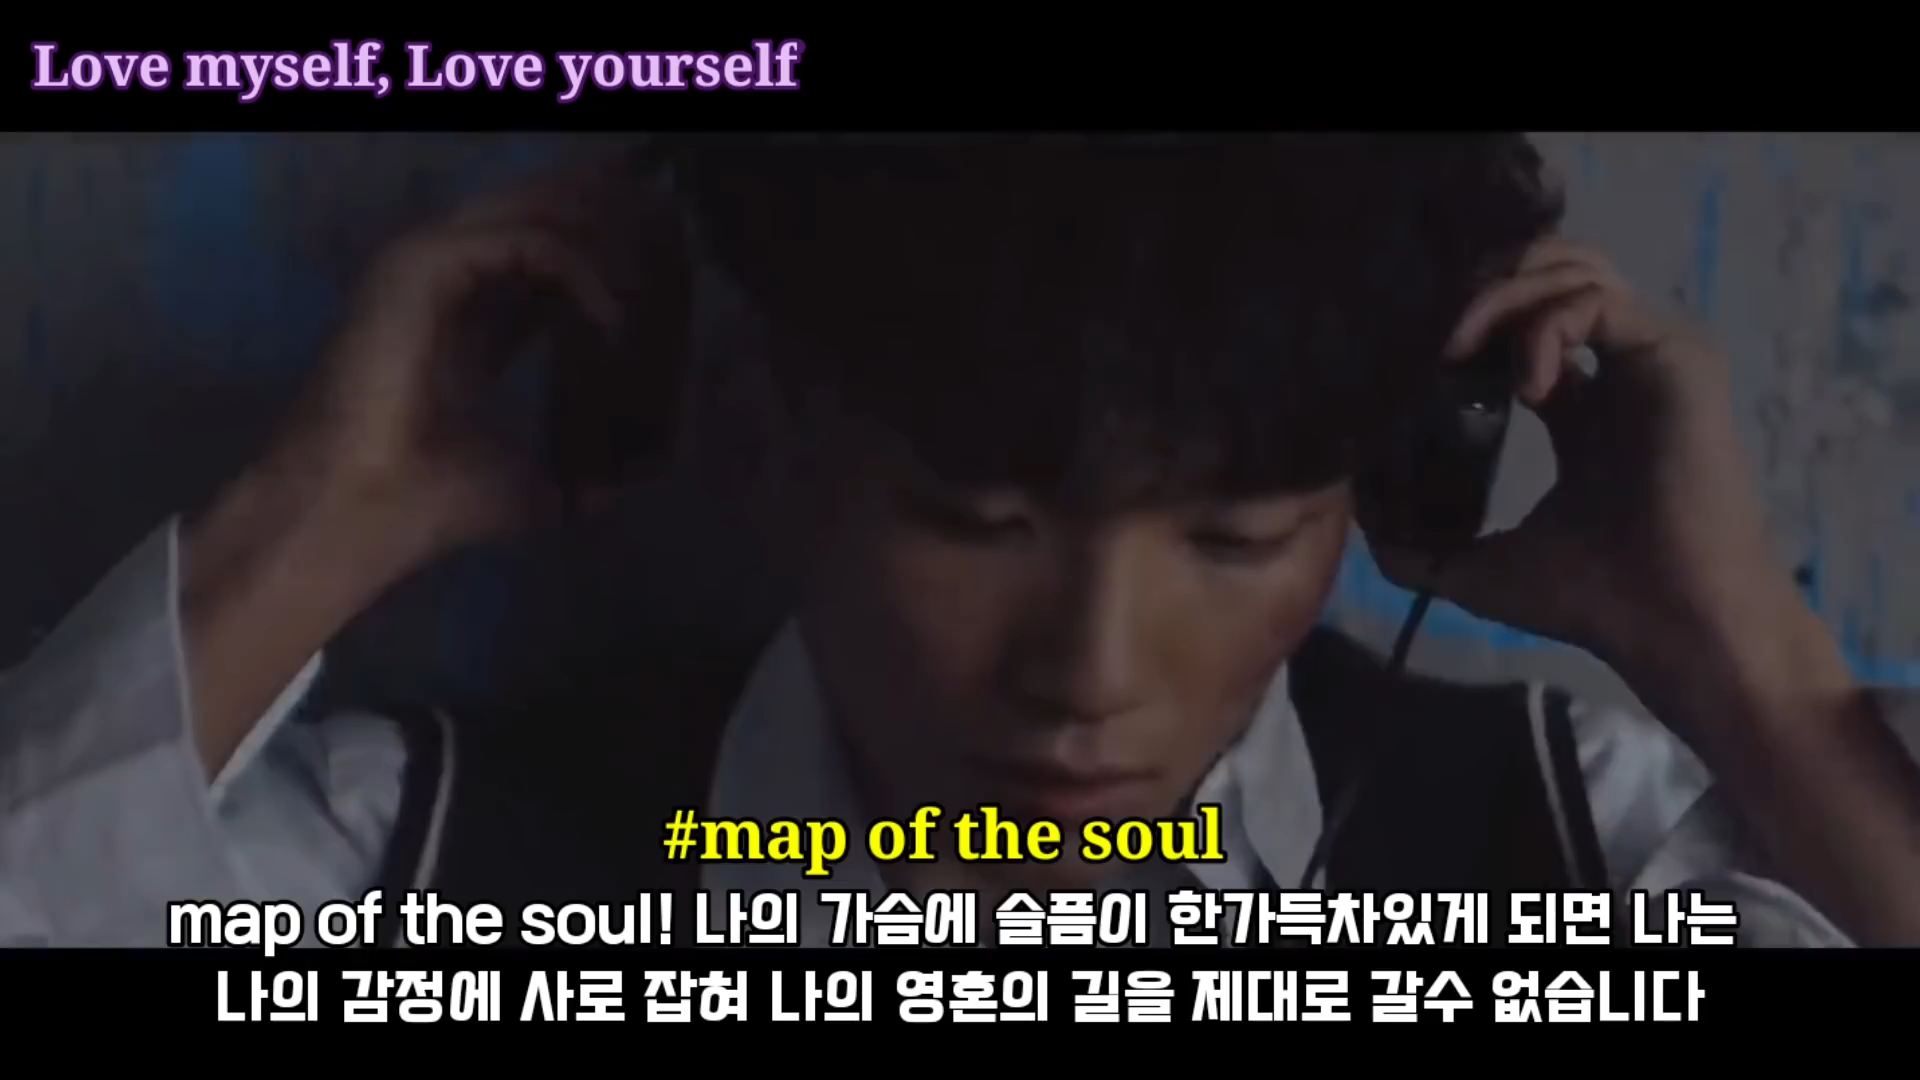 Love myself, Love yourself
#map of the soul
map of the soul! 나의 가슴에 슬픔이 한가득차있게 되면 나는
나의 감정에 사로 잡혀 나의 영혼의 길을 제대로 갈수 없습니다